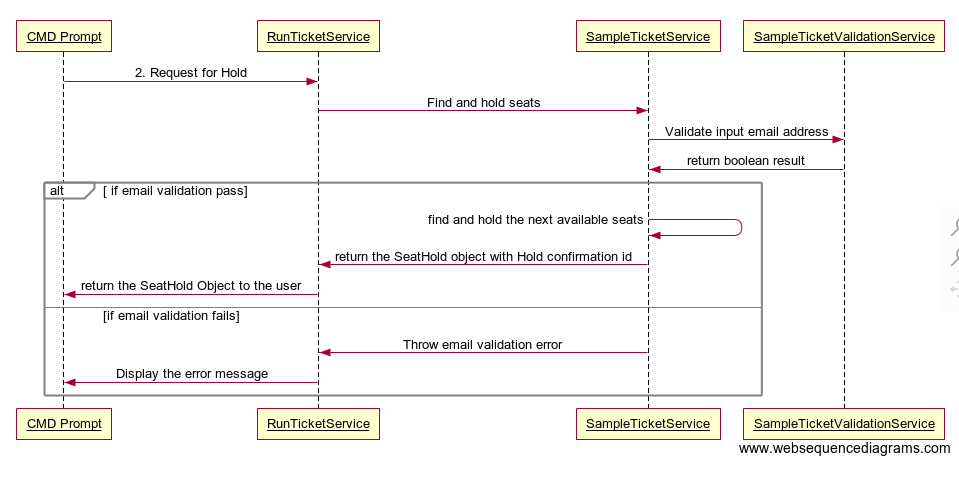 CMD Prompt
RunTicketService
SampleTicketService
SampleTicketValidationService
2. Request for Hold
Find and hold seats
Validate input email address
return boolean result
alt
[ if email validation pass]
find and hold the next available seats
return the SeatHold object with Hold confirmation id
return the SeatHold Object to the user
[if email validation fails]
Throw email validation error
Display the error message
CMD Prompt
RunTicketService
SampleTicketService
SampleTicketValidationService
www.websequencediagrams.com